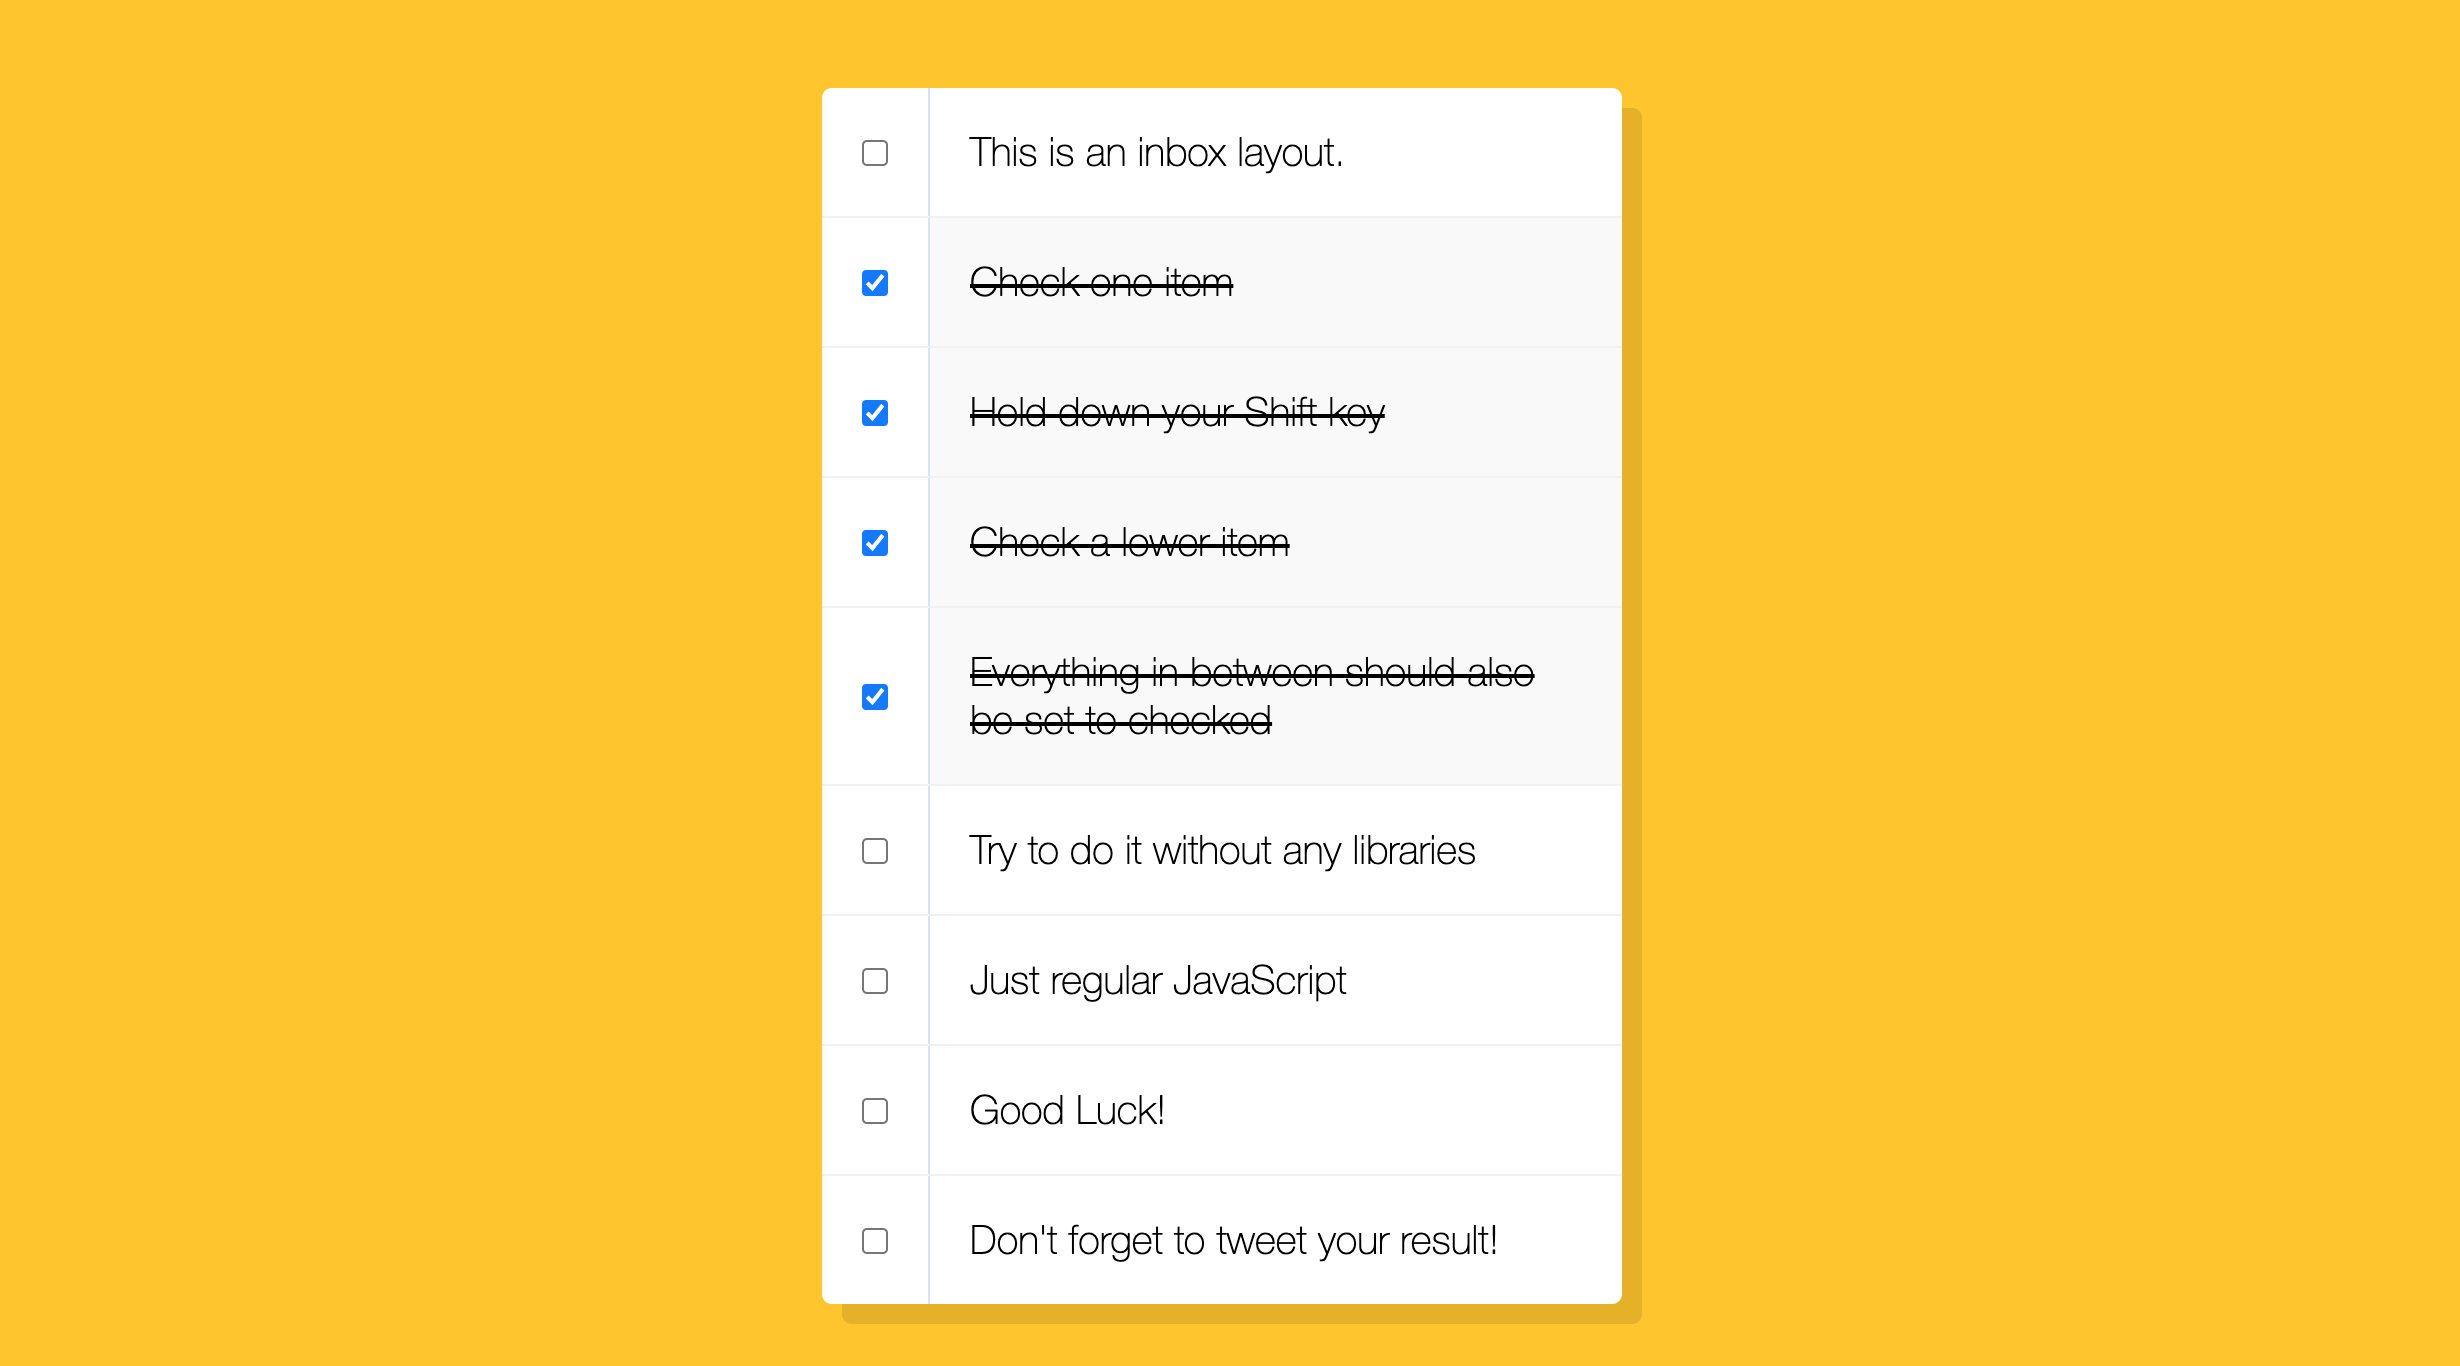 This is an inbox layout.
Check one item
Hold down your Shift key
Check a lower item
Everything in between should also
be set to checked
Try to do it without any libraries
Just regular JavaScript
Good Luck!
Don't forget to tweet your result!